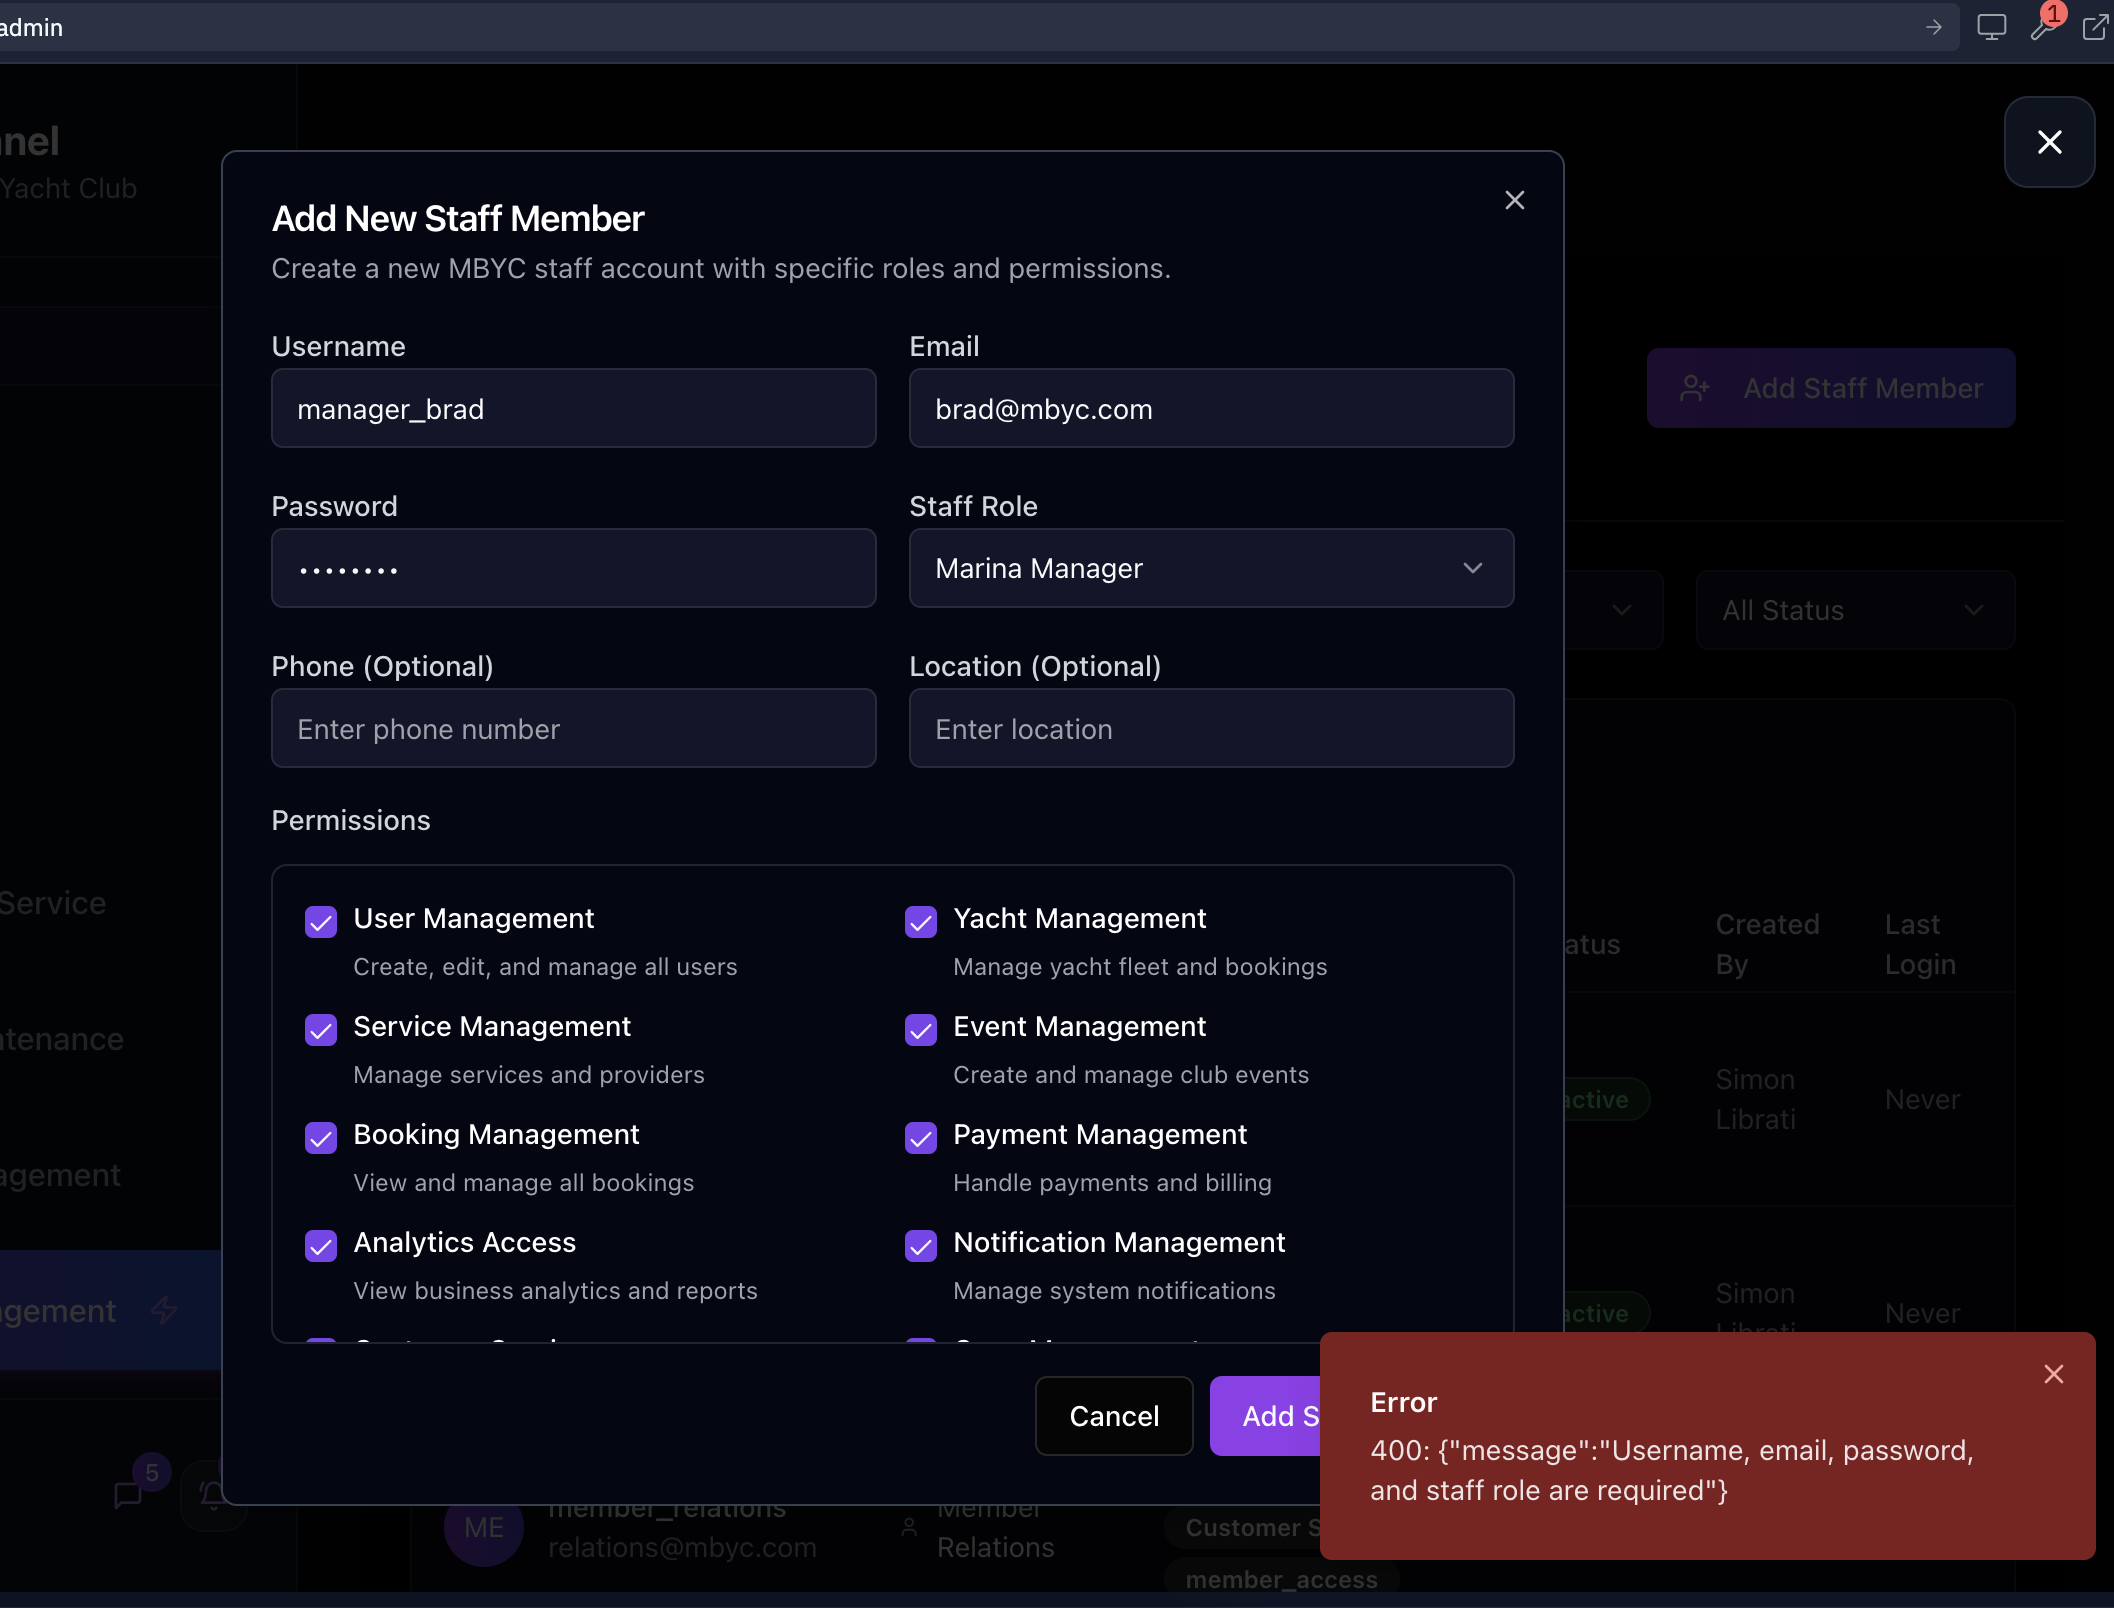 admin
1
Yacht Club
Add New Staff Member
Create a new MBYC staff account with specific roles and permissions.
Username
Email
manager_brad
brad@mbyc.com
Add Staff Member
Password
Staff Role
••••••••
Marina Manager
All Status
Phone (Optional)
Location (Optional)
Enter phone number
Enter location
Permissions
User Management
Create, edit, and manage all users
Yacht Management
Manage yacht fleet and bookings
Service Management
Manage services and providers
Event Management
Create and manage club events
Booking Management
View and manage all bookings
Payment Management
Handle payments and billing
Analytics Access
View business analytics and reports
Notification Management
Manage system notifications
Service
Created
By
Last
Login
active
Simon
Librati
Never
active
Simon
Never
Cancel
Add S
Error
400: {"message":"Username, email, password,
and staff role are required"}
5
ME
member_relations
relations@mbyc.com
Member
Relations
Customer S
member_access